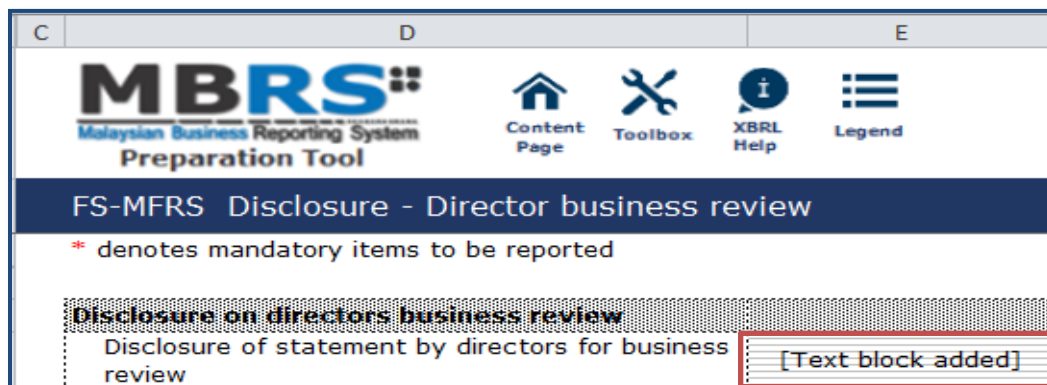 C D E
MBRS
Malaysian Business Reporting System
Preparation Tool
Content
Page
Toolbox
XBRL
Help
Legend
FS-MFRS Disclosure - Director business review
* denotes mandatory items to be reported
Disclosure on directors business review
Disclosure of statement by directors for business
review
[Text block added]